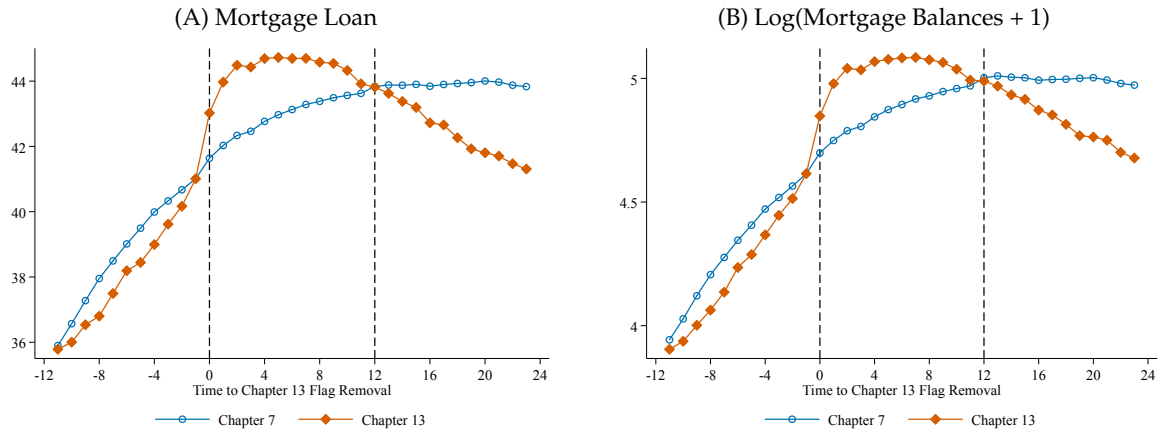 (A) Mortgage Loan
44
42
40
38
36
-12 -8 -4 0 4 8 12 16 20 24
Time to Chapter 13 Flag Removal
Chapter 7 Chapter 13
(B) Log(Mortgage Balances + 1)
5
4.5
4
-12 -8 -4 0 4 8 12 16 20 24
Time to Chapter 13 Flag Removal
Chapter 7 Chapter 13